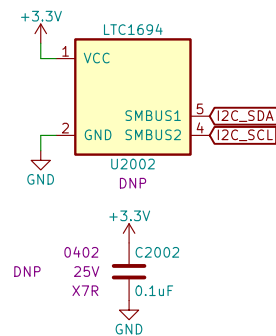 +3.3V
LTC1694
1 VCC
SMBUS1 5 I2C_SDA
2 GND SMBUS2 4 I2C_SCL
GND
U2002
DNP
+3.3V
0402 C2002
DNP 25V
X7R 0.1uF
GND